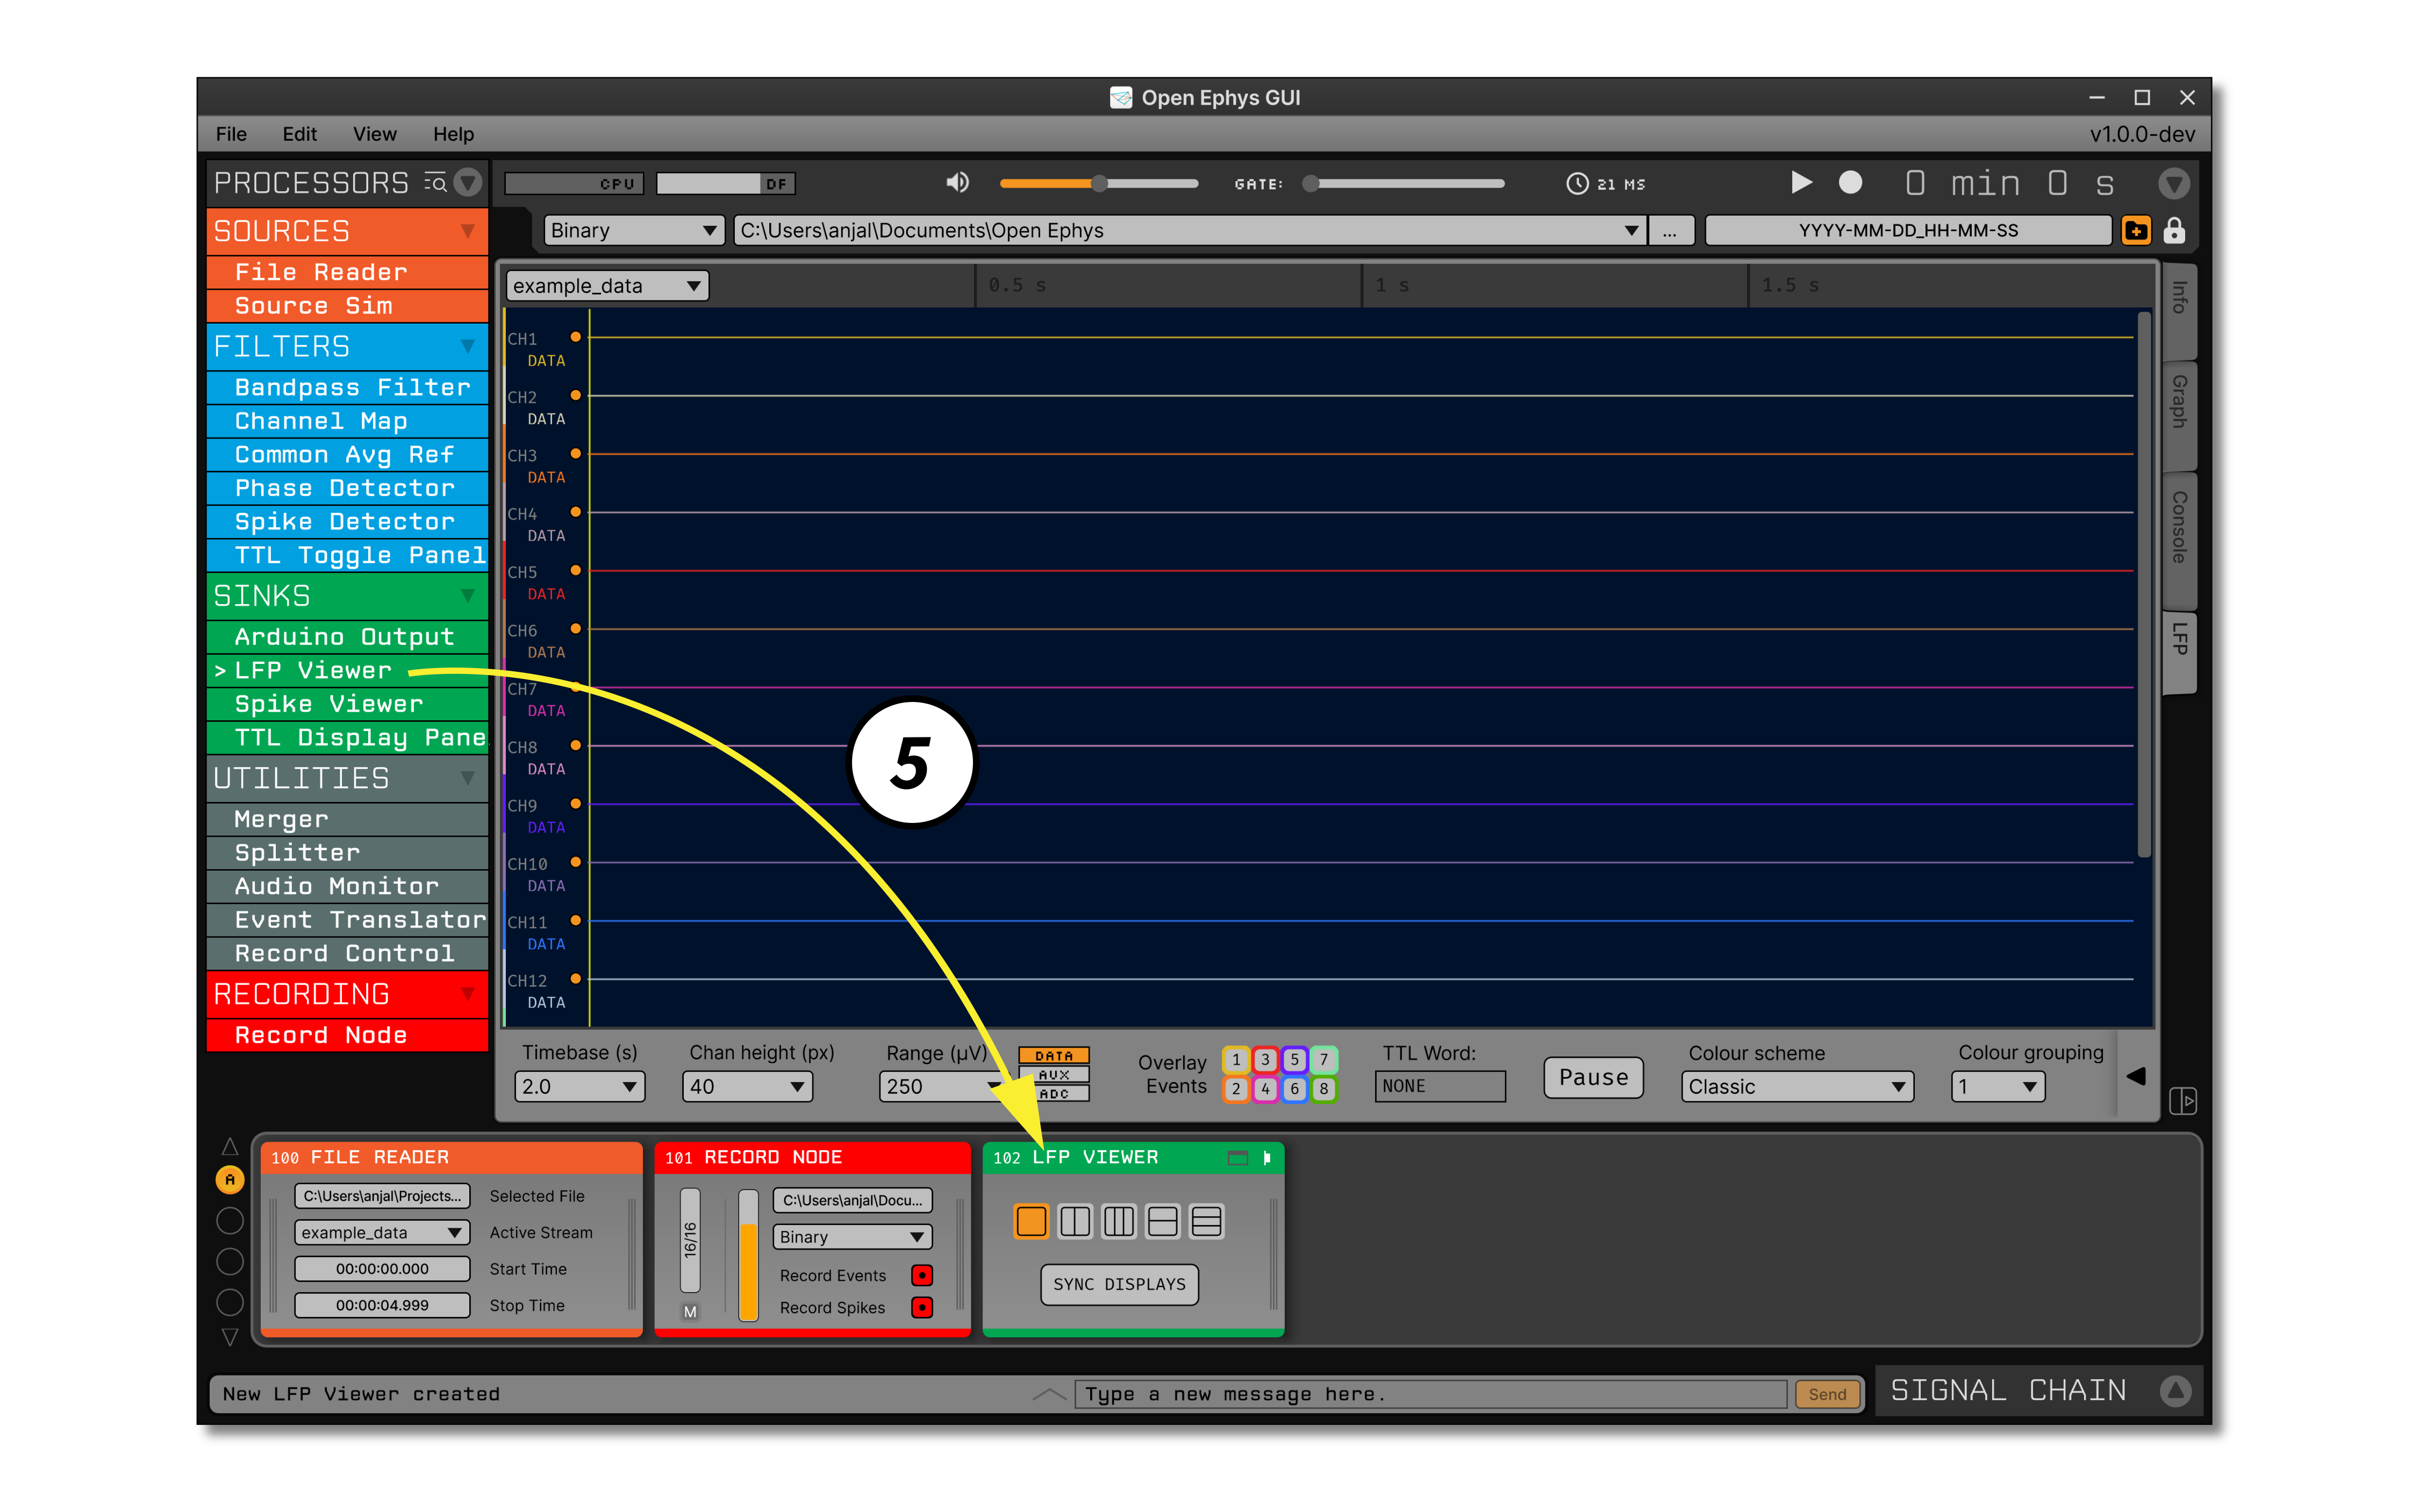 Open Ephys GUI
File Edit View Help v1.0.0-dev
PROCESSORS
CPU DF GATE: 21 MS 0 min 0 s
SOURCES
File Reader
Source Sim
FILTERS
Bandpass Filter
Channel Map
Common Avg Ref
Phase Detector
Spike Detector
TTL Toggle Panel
SINKS
Arduino Output
> LFP Viewer
Spike Viewer
TTL Display Pane
UTILITIES
Merger
Splitter
Audio Monitor
Event Translator
Record Control
RECORDING
Record Node
Binary C:\Users\anjal\Documents\Open Ephys ... YYYY-MM-DD_HH-MM-SS
example_data 0.5 s 1 s 1.5 s
CH1
DATA
CH2
DATA
CH3
DATA
CH4
DATA
CH5
DATA
CH6
DATA
CH7
DATA
CH8
DATA
CH9
DATA
CH10
DATA
CH11
DATA
CH12
DATA
5
Info
Graph
Console
LFP
Timebase (s) Chan height (px) Range (µV) DATA AUX ADC
2.0 40 250
Overlay Events
1 3 5 7
2 4 6 8
TTL Word:
NONE
Pause
Colour scheme
Classic
Colour grouping
1
A
100 FILE READER
C:\Users\anjal\Projects... Selected File
example_data Active Stream
00:00:00.000 Start Time
00:00:04.999 Stop Time
101 RECORD NODE
16/16
M
C:\Users\anjal\Docu...
Binary
Record Events
Record Spikes
102 LFP VIEWER
SYNC DISPLAYS
New LFP Viewer created Type a new message here. Send SIGNAL CHAIN